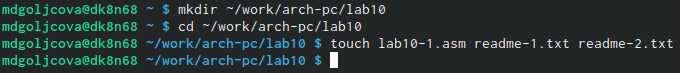 mdgoljcova@dk8n68 ~ $ mkdir ~/work/arch-pc/lab10
mdgoljcova@dk8n68 ~ $ cd ~/work/arch-pc/lab10
mdgoljcova@dk8n68 ~/work/arch-pc/lab10 $ touch lab10-1.asm readme-1.txt readme-2.txt
mdgoljcova@dk8n68 ~/work/arch-pc/lab10 $